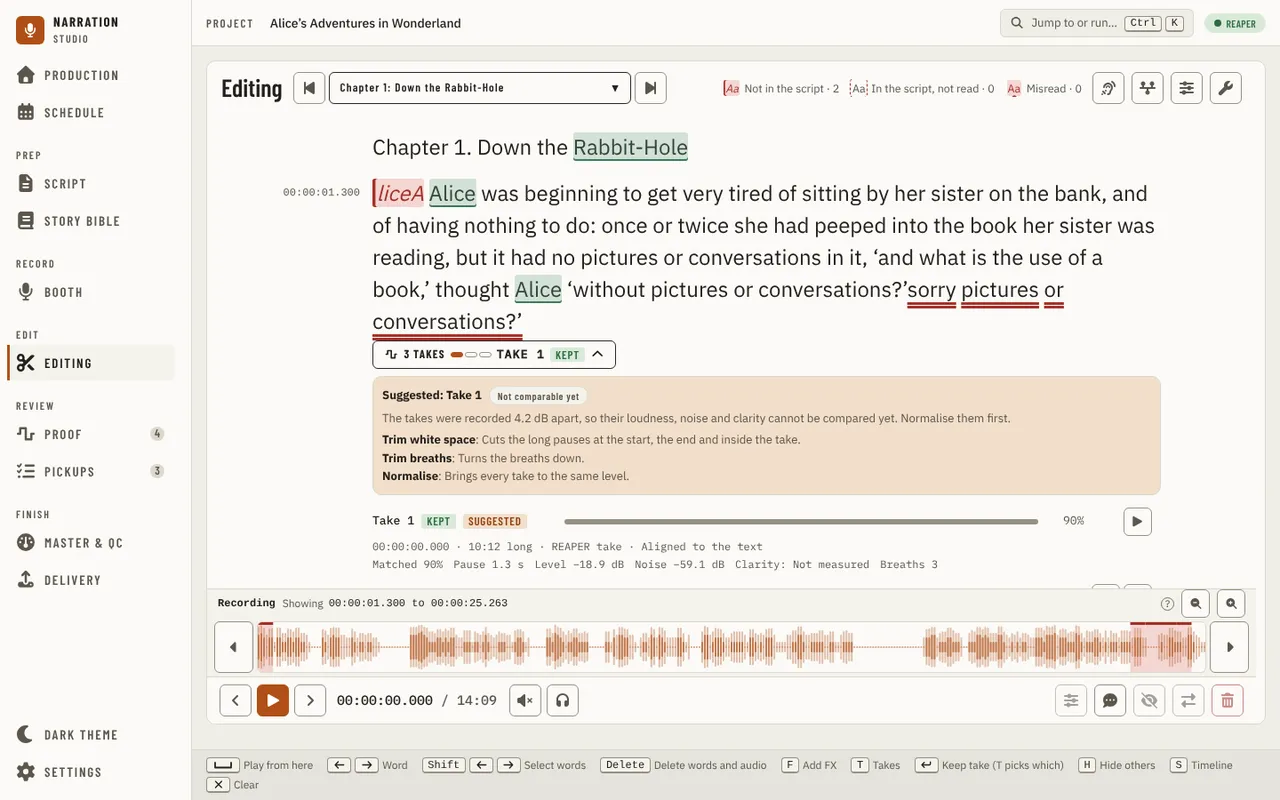 NARRATION
STUDIO
PRODUCTION
SCHEDULE
PREP
SCRIPT
STORY BIBLE
RECORD
BOOTH
EDIT
EDITING
REVIEW
PROOF 4
PICKUPS 3
FINISH
MASTER & QC
DELIVERY
DARK THEME
SETTINGS
PROJECT Alice's Adventures in Wonderland
Jump to or run... Ctrl K
REAPER
Editing
Chapter 1: Down the Rabbit-Hole ▼
Aa Not in the script · 2 Aa In the script, not read · 0 Aa Misread · 0
Chapter 1. Down the Rabbit-Hole
00:00:01.300
liceA Alice was beginning to get very tired of sitting by her sister on the bank, and
of having nothing to do: once or twice she had peeped into the book her sister was
reading, but it had no pictures or conversations in it, ‘and what is the use of a
book,’ thought Alice ‘without pictures or conversations?’sorry pictures or
conversations?’
3 TAKES TAKE 1 KEPT
Suggested: Take 1 Not comparable yet
The takes were recorded 4.2 dB apart, so their loudness, noise and clarity cannot be compared yet. Normalise them first.
Trim white space: Cuts the long pauses at the start, the end and inside the take.
Trim breaths: Turns the breaths down.
Normalise: Brings every take to the same level.
Take 1 KEPT SUGGESTED 90%
00:00:00.000 · 10:12 long · REAPER take · Aligned to the text
Matched 90% Pause 1.3 s Level −18.9 dB Noise −59.1 dB Clarity: Not measured Breaths 3
Recording Showing 00:00:01.300 to 00:00:25.263 ?
00:00:00.000 / 14:09
Play from here ← → Word Shift ← → Select words Delete Delete words and audio F Add FX T Takes ↵ Keep take (T picks which) H Hide others S Timeline
✕ Clear